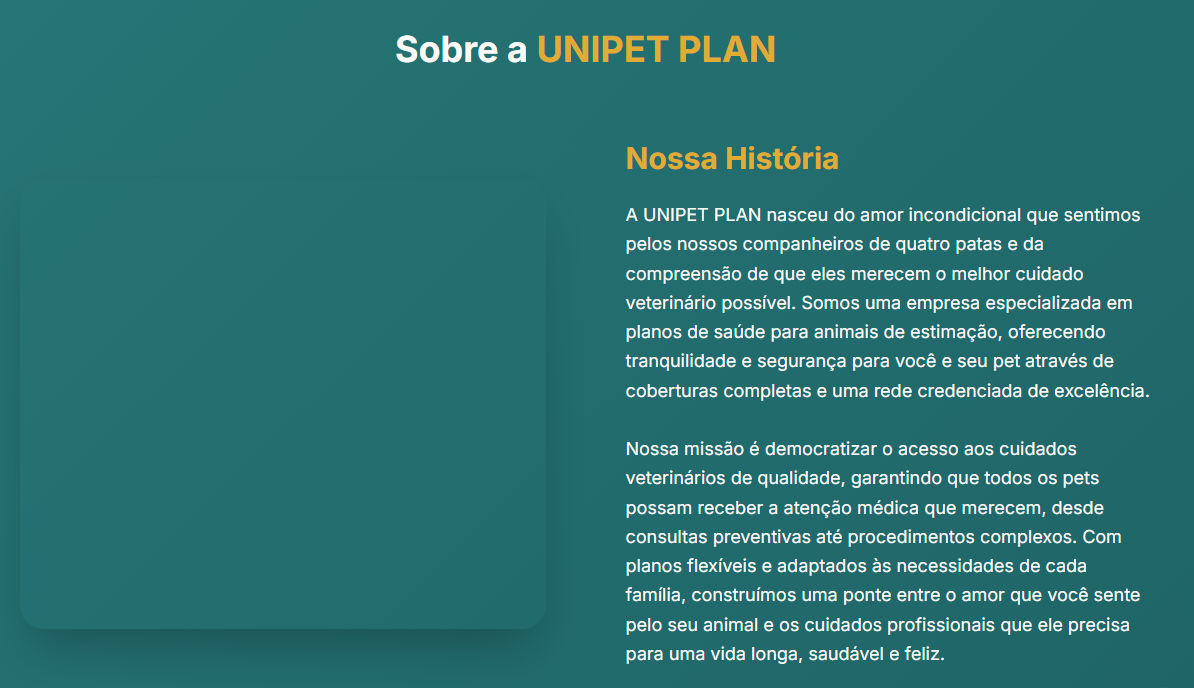 Sobre a UNIPET PLAN
Nossa História
A UNIPET PLAN nasceu do amor incondicional que sentimos
pelos nossos companheiros de quatro patas e da
compreensão de que eles merecem o melhor cuidado
veterinário possível. Somos uma empresa especializada em
planos de saúde para animais de estimação, oferecendo
tranquilidade e segurança para você e seu pet através de
coberturas completas e uma rede credenciada de excelência.
Nossa missão é democratizar o acesso aos cuidados
veterinários de qualidade, garantindo que todos os pets
possam receber a atenção médica que merecem, desde
consultas preventivas até procedimentos complexos. Com
planos flexíveis e adaptados às necessidades de cada
família, construímos uma ponte entre o amor que você sente
pelo seu animal e os cuidados profissionais que ele precisa
para uma vida longa, saudável e feliz.